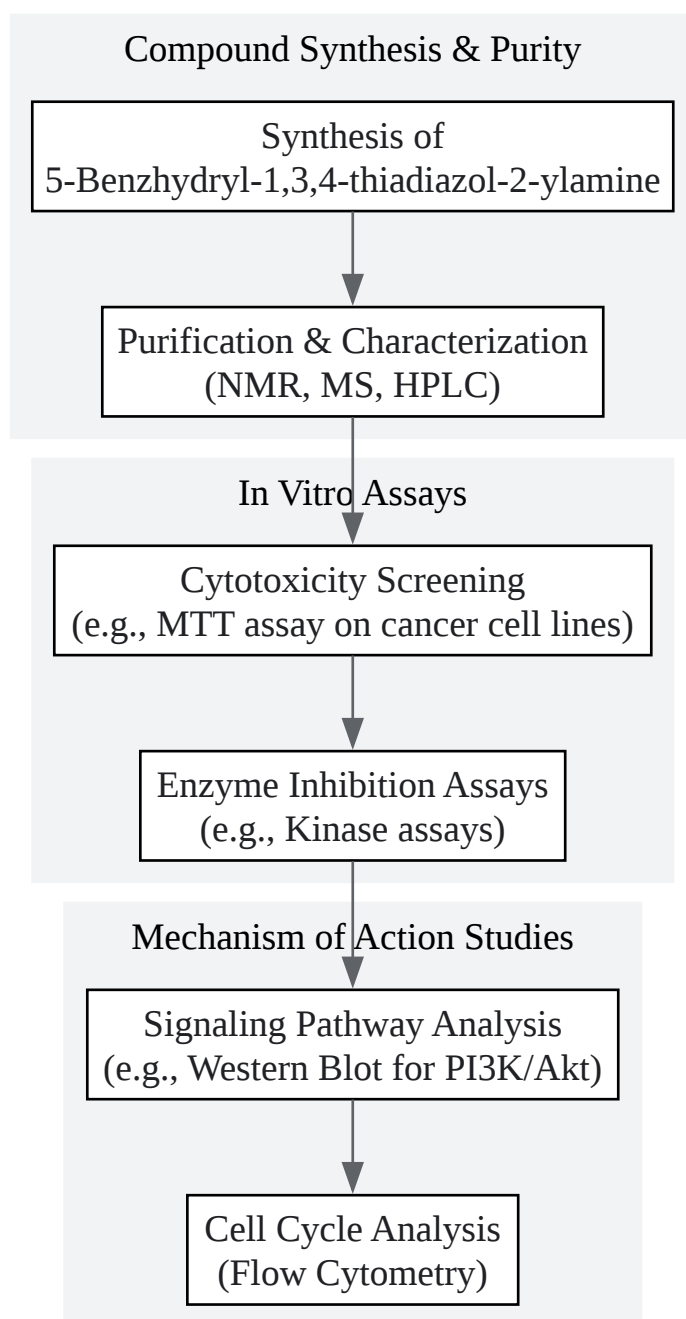 Compound Synthesis & Purity
Synthesis of
5-Benzhydryl-1,3,4-thiadiazol-2-ylamine
Purification & Characterization
(NMR, MS, HPLC)
In Vitro Assays
Cytotoxicity Screening
(e.g., MTT assay on cancer cell lines)
Enzyme Inhibition Assays
(e.g., Kinase assays)
Mechanism of Action Studies
Signaling Pathway Analysis
(e.g., Western Blot for PI3K/Akt)
Cell Cycle Analysis
(Flow Cytometry)